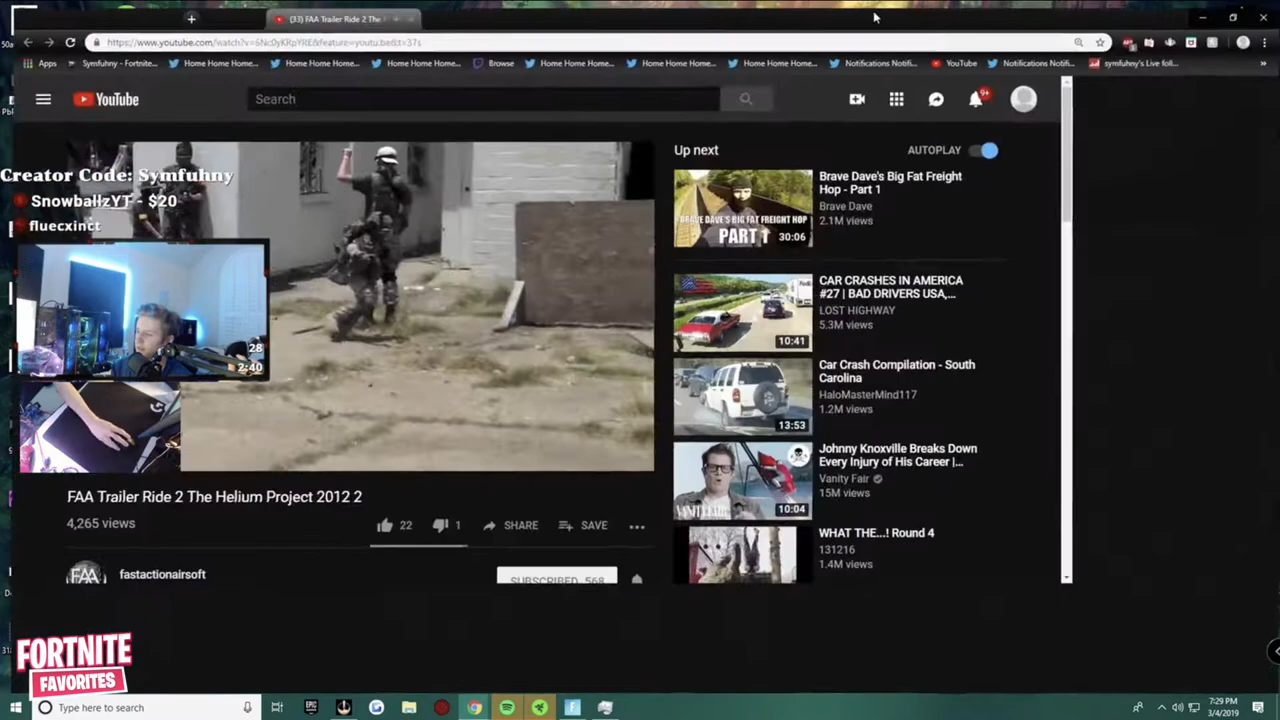 (33) FAA Trailer Ride 2 The
Apps
Symfuhny - Fortnite...
Home Home Home...
Home Home Home...
Home Home Home...
Browse
Home Home Home...
Home Home Home...
Home Home Home...
Notifications Notifi...
YouTube
Notifications Notifi...
symfuhny's Live foll...
»
YouTube
Search
9+
Creator Code: Symfuhny
SnowballzYT - $20
fluecxinct
28
2:40
Up next
AUTOPLAY
BRAVE DAVE'S BIG FAT FREIGHT HOP
PART 1
30:06
Brave Dave's Big Fat Freight
Hop - Part 1
Brave Dave
2.1M views
10:41
CAR CRASHES IN AMERICA
#27 | BAD DRIVERS USA,...
LOST HIGHWAY
5.3M views
13:53
Car Crash Compilation - South
Carolina
HaloMasterMind117
1.2M views
VANITY FAIR
10:04
Johnny Knoxville Breaks Down
Every Injury of His Career |...
Vanity Fair
15M views
WHAT THE...! Round 4
131216
1.4M views
FAA Trailer Ride 2 The Helium Project 2012 2
4,265 views
22
1
SHARE
SAVE
FAA
fastactionairsoft
SUBSCRIBED 568
FORTNITE
FAVORITES
EPIC
Type here to search
7:29 PM
3/4/2019